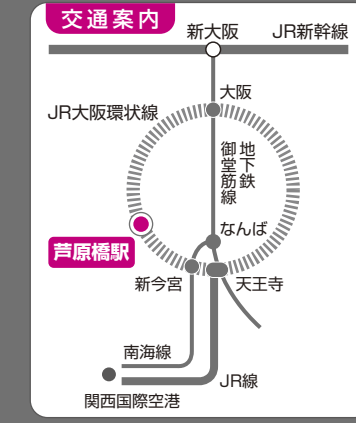 交通案内
新大阪
JR新幹線
大阪
JR大阪環状線
地下鉄
御堂筋線
なんば
芦原橋駅
新今宮
天王寺
南海線
JR線
関西国際空港